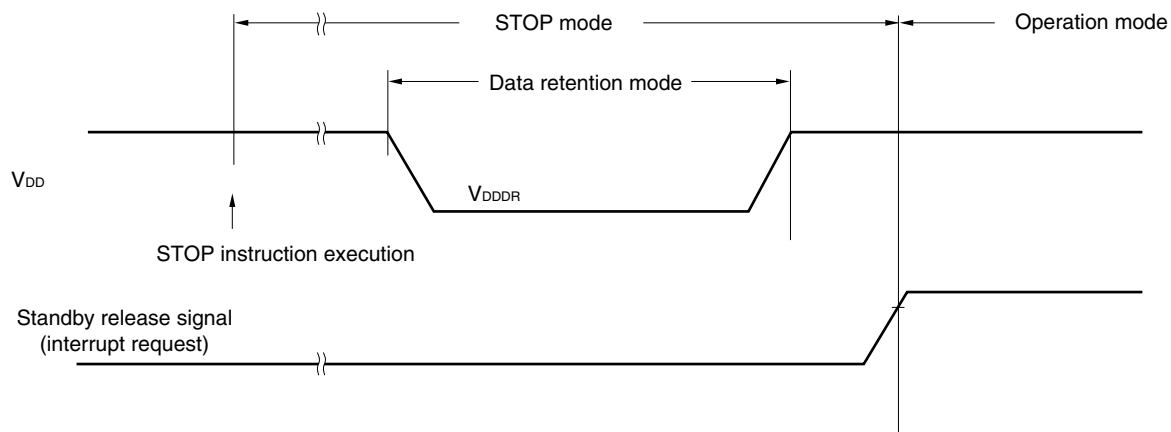 STOP mode
Operation mode
Data retention mode
VDD
VDDDR
STOP instruction execution
Standby release signal
(interrupt request)